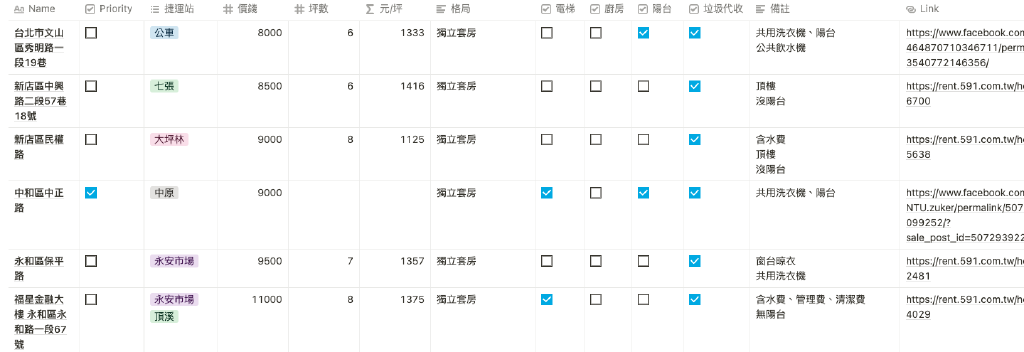 Name Priority 捷運站 價錢 坪數 元/坪 格局 電梯 廚房 陽台 垃圾代收 備註 Link
台北市文山 公車 8000 6 1333 獨立套房 共用洗衣機、陽台 https://www.facebook.com
區秀明路一 公共飲水機 464870710346711/perm
段19巷 3540772146356/
新店區中興 七張 8500 6 1416 獨立套房 頂樓 https://rent.591.com.tw/ho
路二段57巷 沒陽台 6700
18號
新店區民權 大坪林 9000 8 1125 獨立套房 含水費 https://rent.591.com.tw/ho
路 頂樓 5638
沒陽台
中和區中正 中原 9000 獨立套房 共用洗衣機、陽台 https://www.facebook.com
路 NTU.zuker/permalink/507
099252/?
sale_post_id=507293922
永和區保平 永安市場 9500 7 1357 獨立套房 窗台晾衣 https://rent.591.com.tw/ho
路 共用洗衣機 2481
福星金融大 永安市場 11000 8 1375 獨立套房 含水費、管理費、清潔費 https://rent.591.com.tw/ho
樓 永和區永 頂溪 無陽台 4029
和路一段67
號